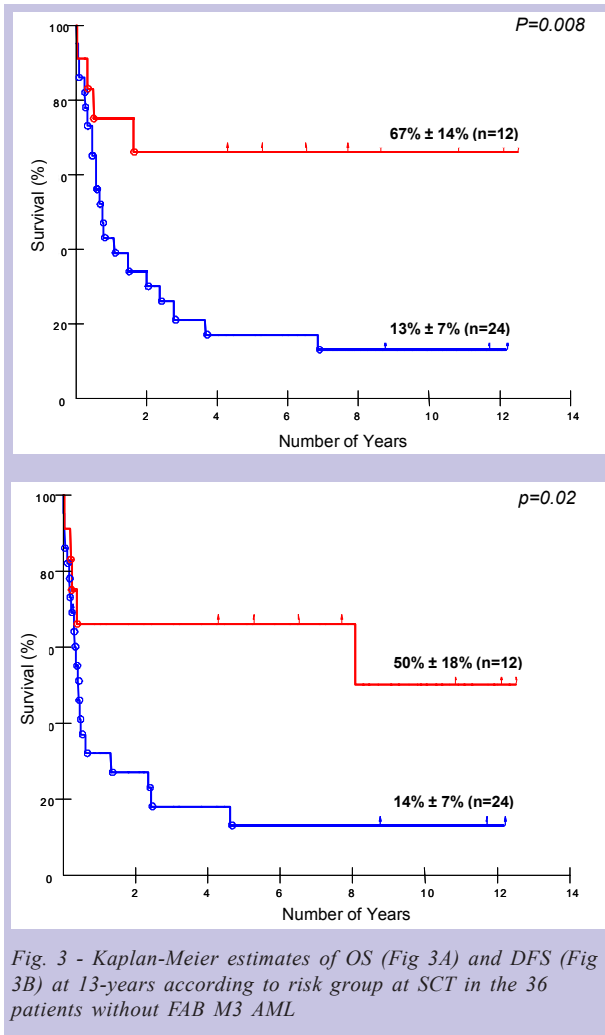 P=0.008
100
80
0
0
20
0
Survival (%)
67% ± 14% (n=12)
13% ± 7% (n=24)
2 4 6 8 10 12 14
Number of Years
p=0.02
100
80
0
0
20
0
Survival (%)
50% ± 18% (n=12)
14% ± 7% (n=24)
2 4 6 8 10 12 14
Number of Years
Fig. 3 - Kaplan-Meier estimates of OS (Fig 3A) and DFS (Fig
3B) at 13-years according to risk group at SCT in the 36
patients without FAB M3 AML